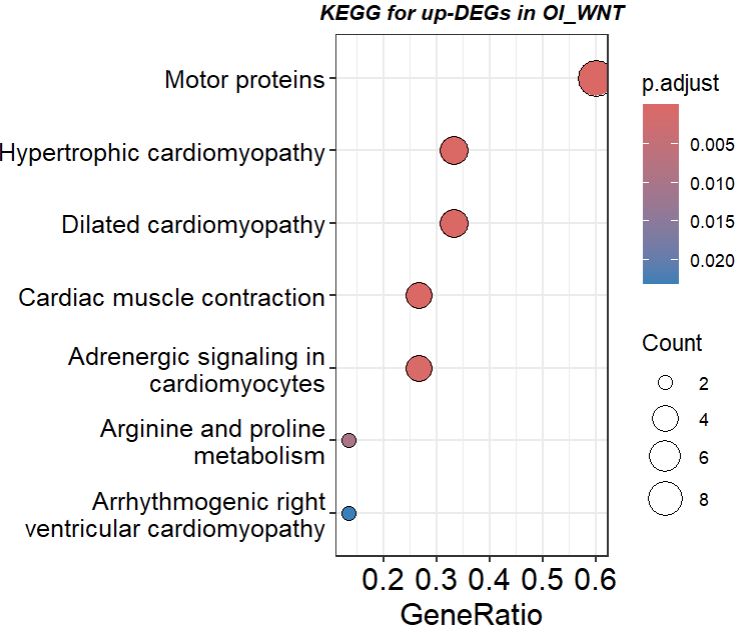 KEGG for up-DEGs in OI_WNT
Motor proteins
Hypertrophic cardiomyopathy
Dilated cardiomyopathy
Cardiac muscle contraction
Adrenergic signaling in
cardiomyocytes
Arginine and proline
metabolism
Arrhythmogenic right
ventricular cardiomyopathy
0.2 0.3 0.4 0.5 0.6
GeneRatio
p.adjust
0.005
0.010
0.015
0.020
Count
2
4
6
8